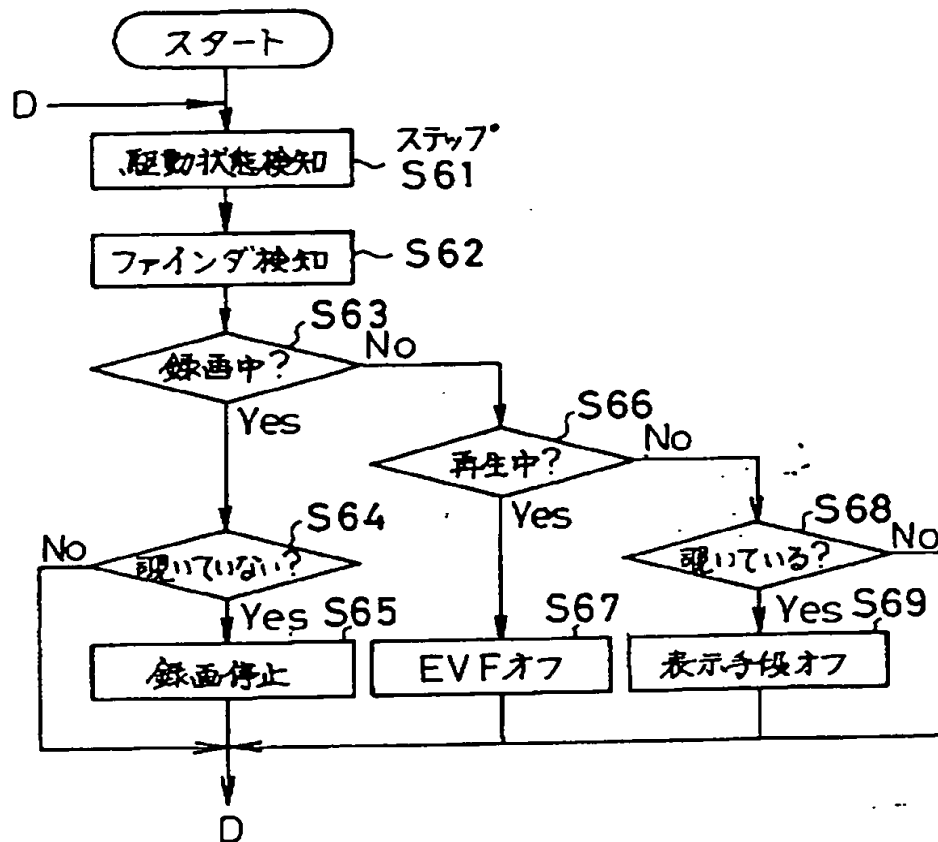 スタート
D
駆動状態検知
ステップ
S61
ファインダ検知
S62
S63
録画中?
No
Yes
S66
再生中?
No
Yes
S64
No
覗いていない?
Yes
S65
録画停止
S67
EVFオフ
S68
覗いている?
No
Yes
S69
表示手段オフ
D